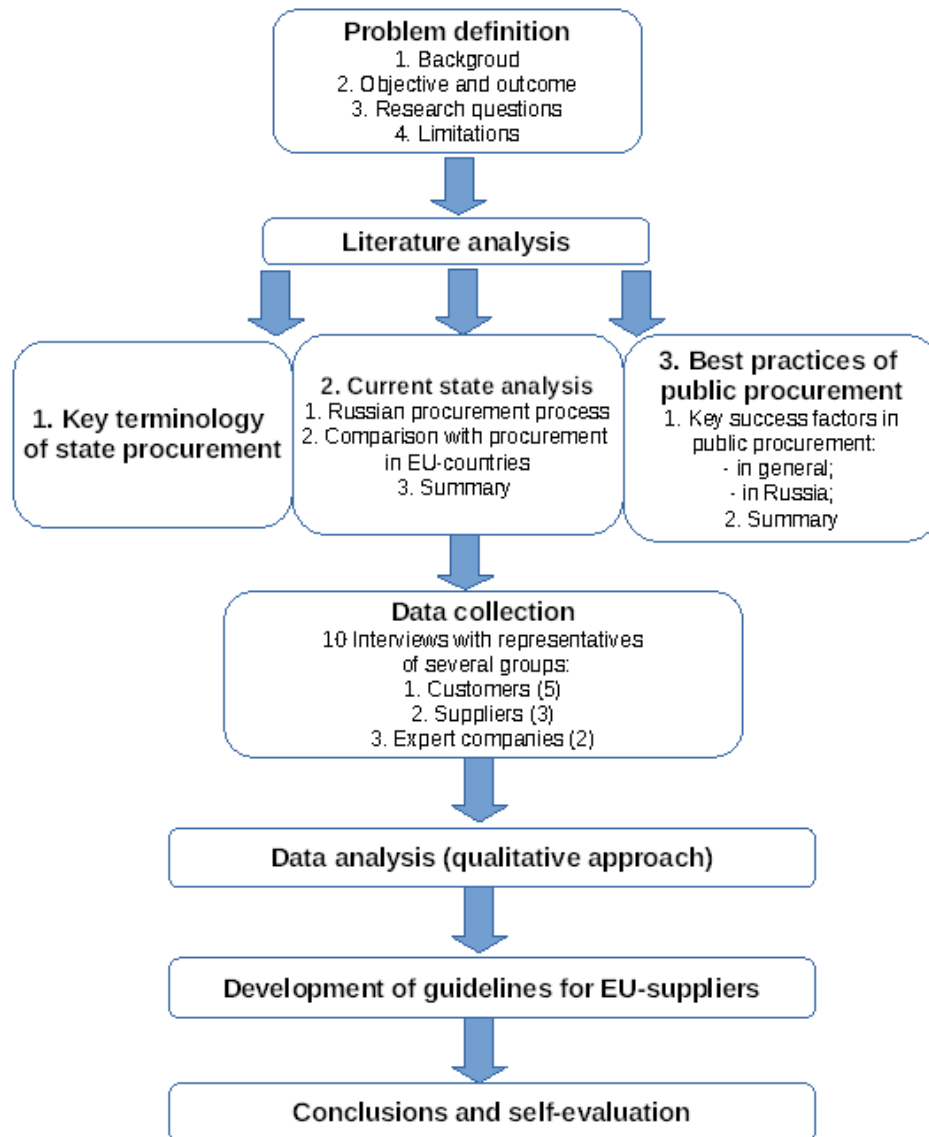 Problem definition
1. Backgroud
2. Objective and outcome
3. Research questions
4. Limitations
Literature analysis
1. Key terminology
of state procurement
2. Current state analysis
1. Russian procurement process
2. Comparison with procurement
in EU-countries
3. Summary
3. Best practices of
public procurement
1. Key success factors in
public procurement:
- in general;
- in Russia;
2. Summary
Data collection
10 Interviews with representatives
of several groups:
1. Customers (5)
2. Suppliers (3)
3. Expert companies (2)
Data analysis (qualitative approach)
Development of guidelines for EU-suppliers
Conclusions and self-evaluation